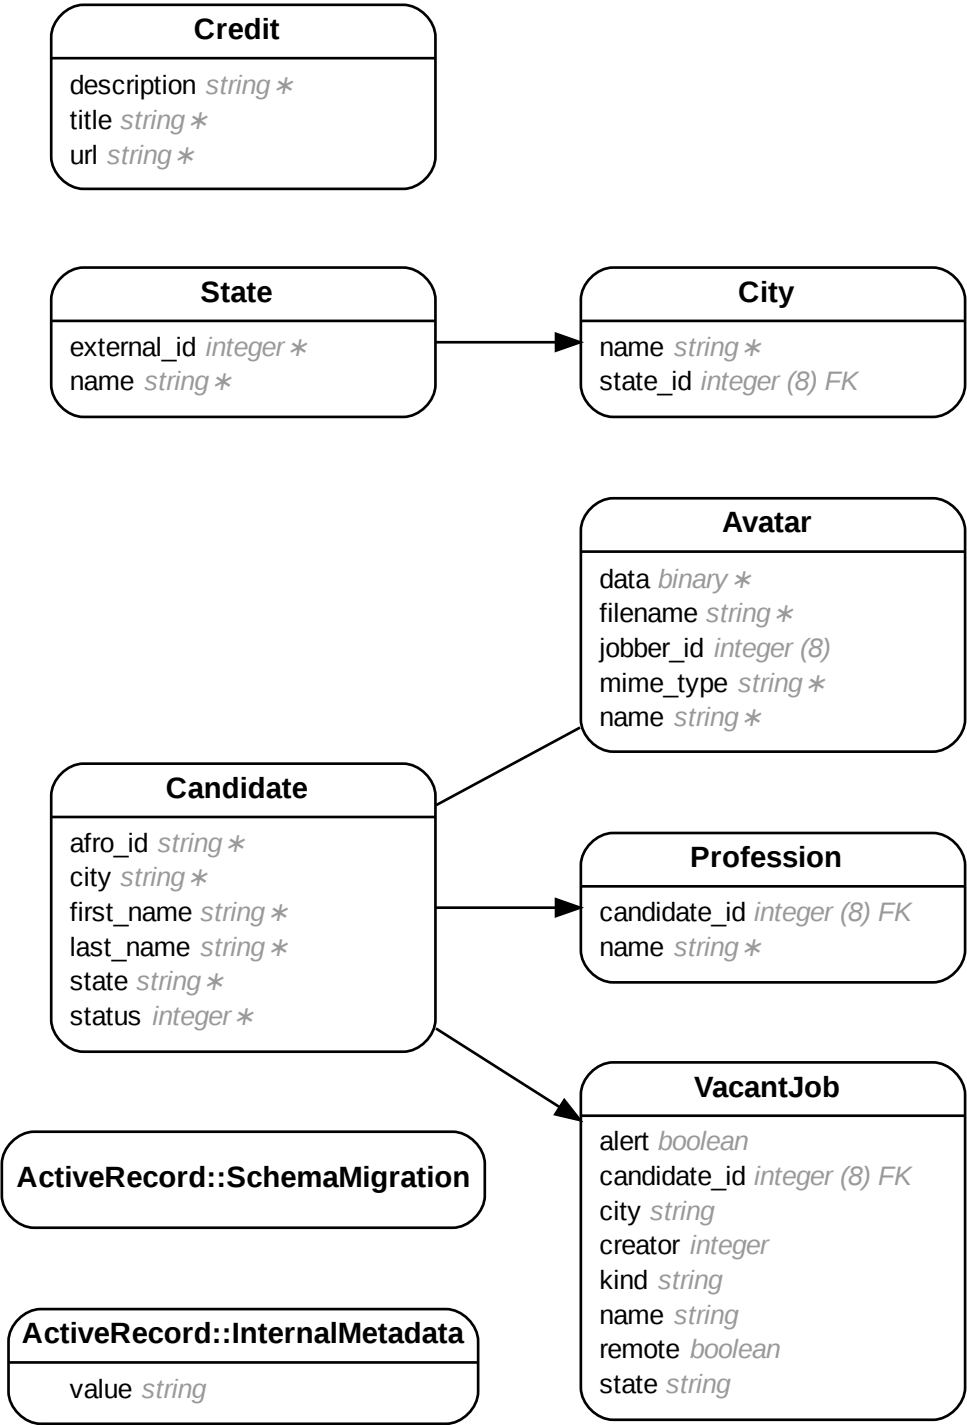 Credit
description string ∗
title string ∗
url string ∗
State
external_id integer ∗
name string ∗
City
name string ∗
state_id integer (8) FK
Avatar
data binary ∗
filename string ∗
jobber_id integer (8)
mime_type string ∗
name string ∗
Candidate
afro_id string ∗
city string ∗
first_name string ∗
last_name string ∗
state string ∗
status integer ∗
Profession
candidate_id integer (8) FK
name string ∗
VacantJob
alert boolean
candidate_id integer (8) FK
city string
creator integer
kind string
name string
remote boolean
state string
ActiveRecord::SchemaMigration
ActiveRecord::InternalMetadata
value string